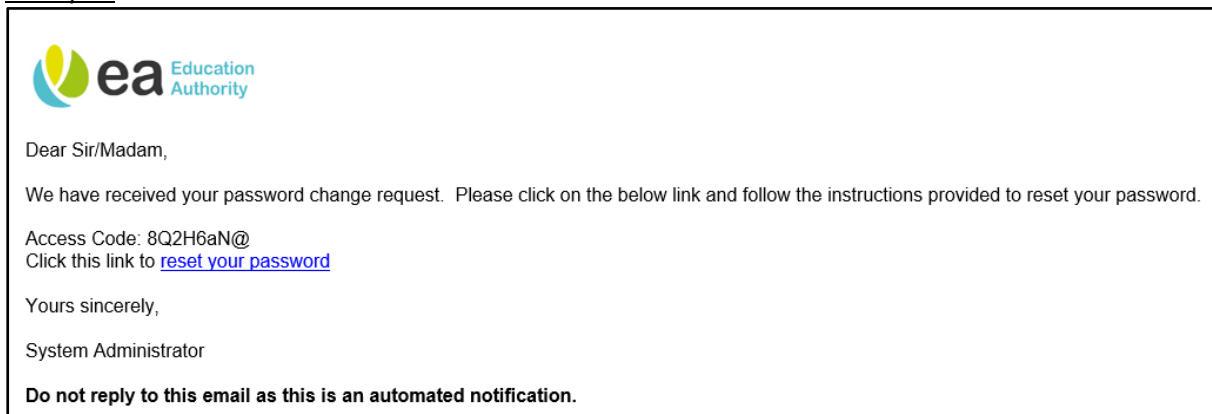 ea Education
Authority
Dear Sir/Madam,
We have received your password change request.  Please click on the below link and follow the instructions provided to reset your password.
Access Code: 8Q2H6aN@
Click this link to reset your password
Yours sincerely,
System Administrator
Do not reply to this email as this is an automated notification.